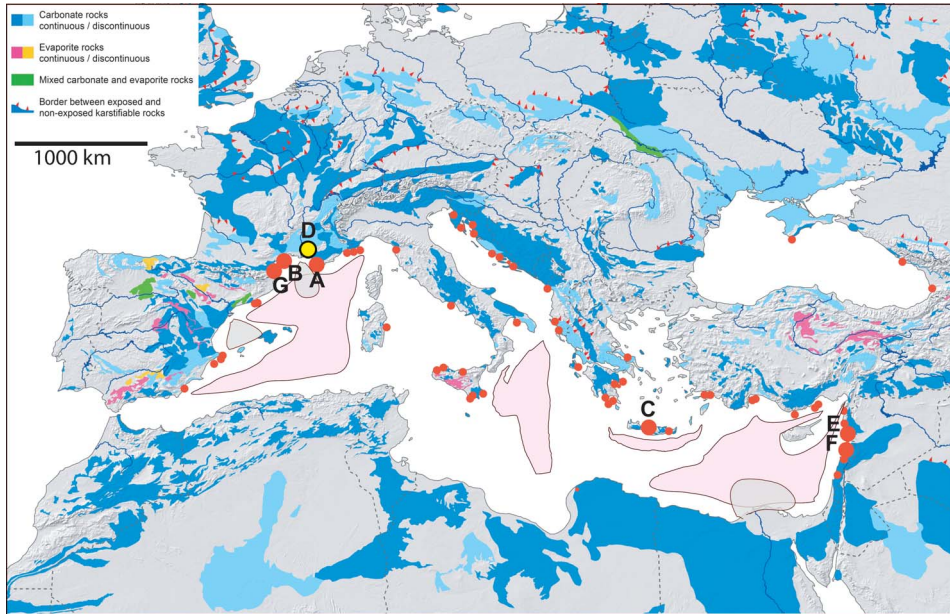 Carbonate rocks
continuous / discontinuous
Evaporite rocks
continuous / discontinuous
Mixed carbonate and evaporite rocks
Border between exposed and
non-exposed karstifiable rocks
1000 km
D
B
G
A
C
E
F